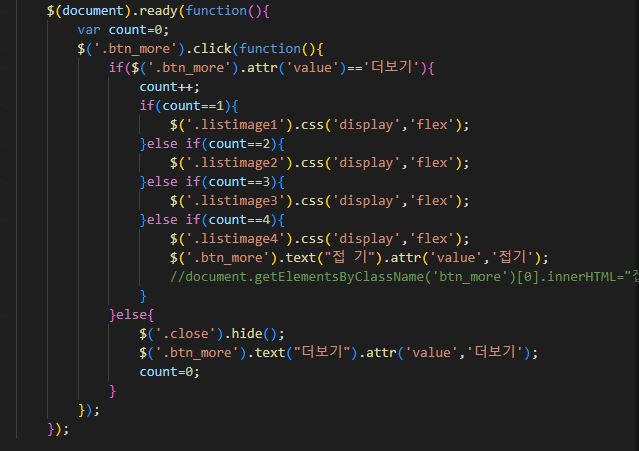 $(document).ready(function(){
var count=0;
$('.btn_more').click(function(){
if($('.btn_more').attr('value')=='더보기'){
count++;
if(count==1){
$('.listimage1').css('display','flex');
}else if(count==2){
$('.listimage2').css('display','flex');
}else if(count==3){
$('.listimage3').css('display','flex');
}else if(count==4){
$('.listimage4').css('display','flex');
$('.btn_more').text("접 기").attr('value','접기');
//document.getElementsByClassName('btn_more')[0].innerHTML="
}
}else{
$('.close').hide();
$('.btn_more').text("더보기").attr('value','더보기');
count=0;
}
});
});